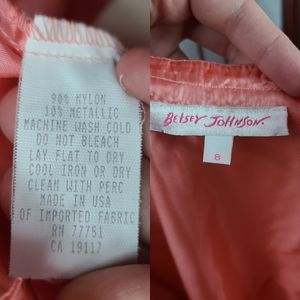 90% NYLON
10% METALLIC
MACHINE WASH COLD
DO NOT BLEACH
LAY FLAT TO DRY
COOL IRON OR DRY
CLEAN WITH PERC
MADE IN USA
OF IMPORTED FABRIC
RN 77751
CA 19117
BETSEY JOHNSON.
8